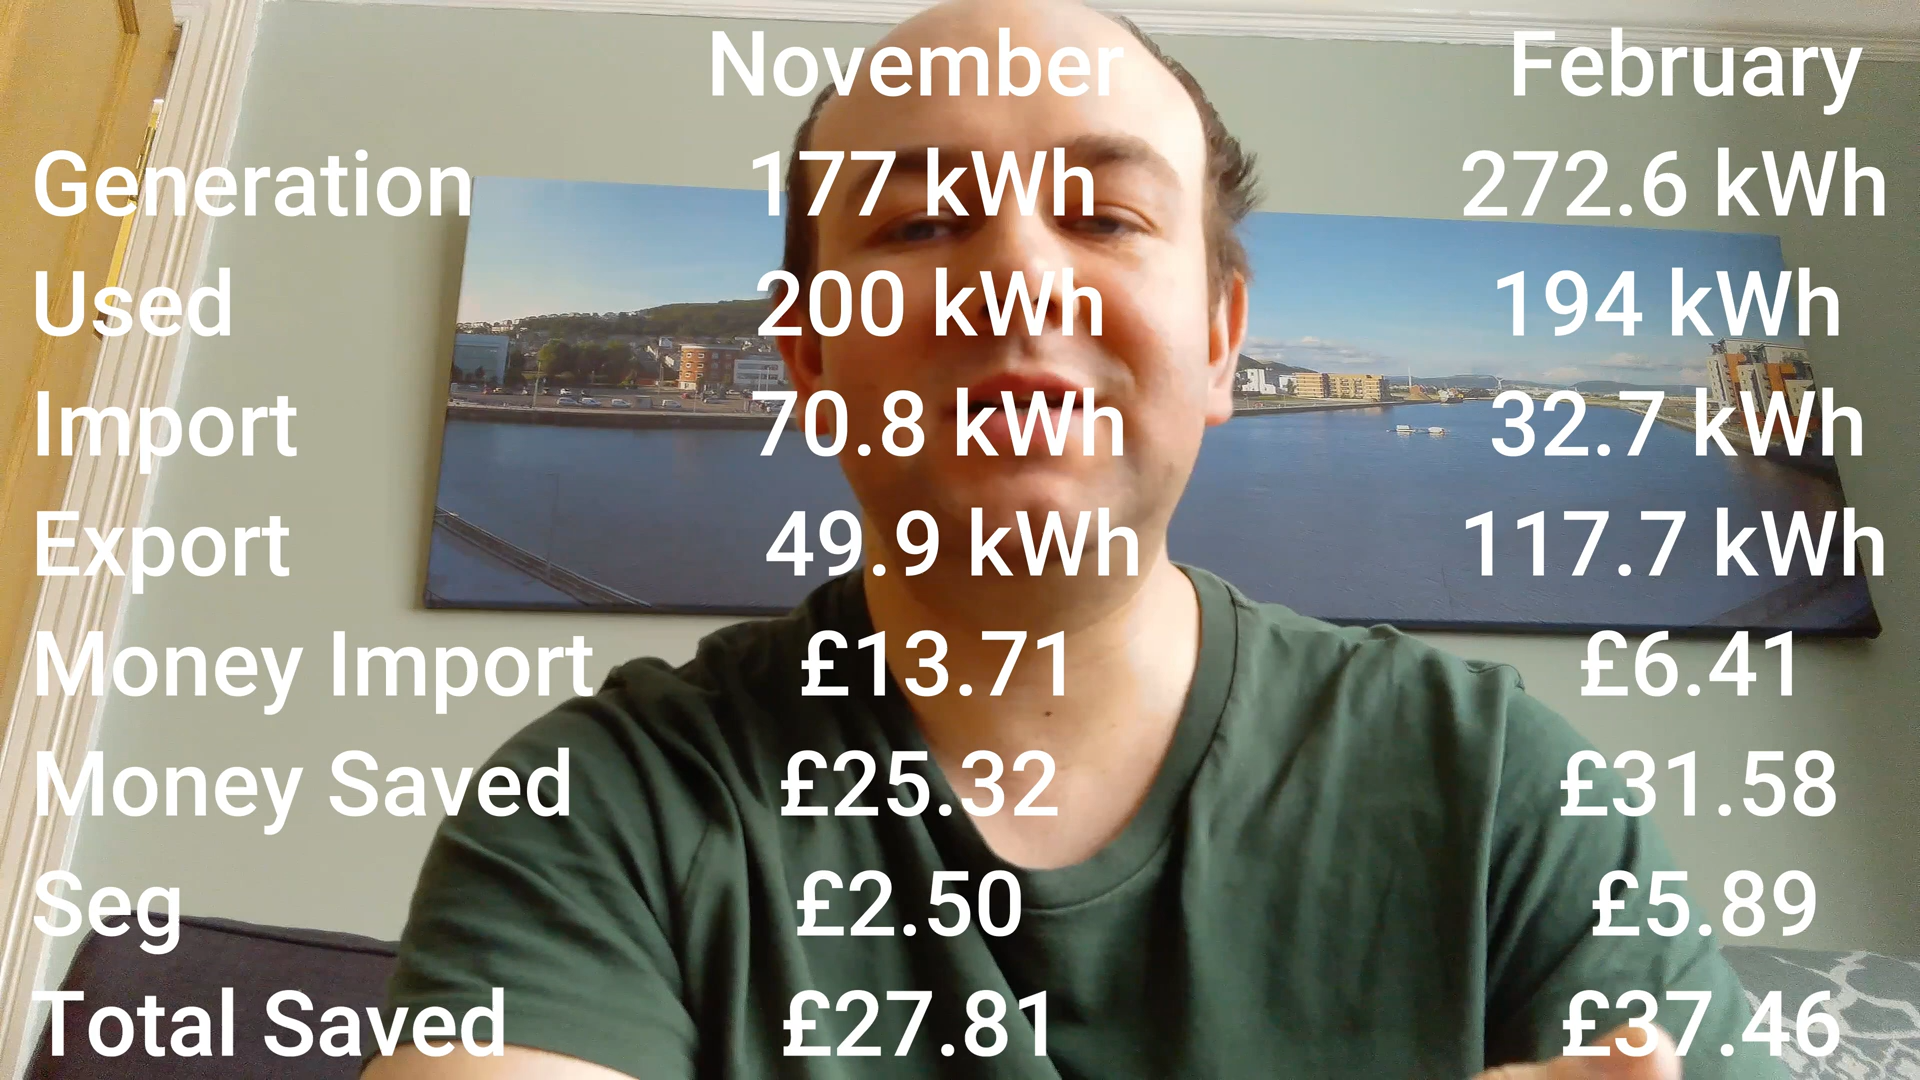 November February
Generation 177 kWh 272.6 kWh
Used 200 kWh 194 kWh
Import 70.8 kWh 32.7 kWh
Export 49.9 kWh 117.7 kWh
Money Import £13.71 £6.41
Money Saved £25.32 £31.58
Seg £2.50 £5.89
Total Saved £27.81 £37.46